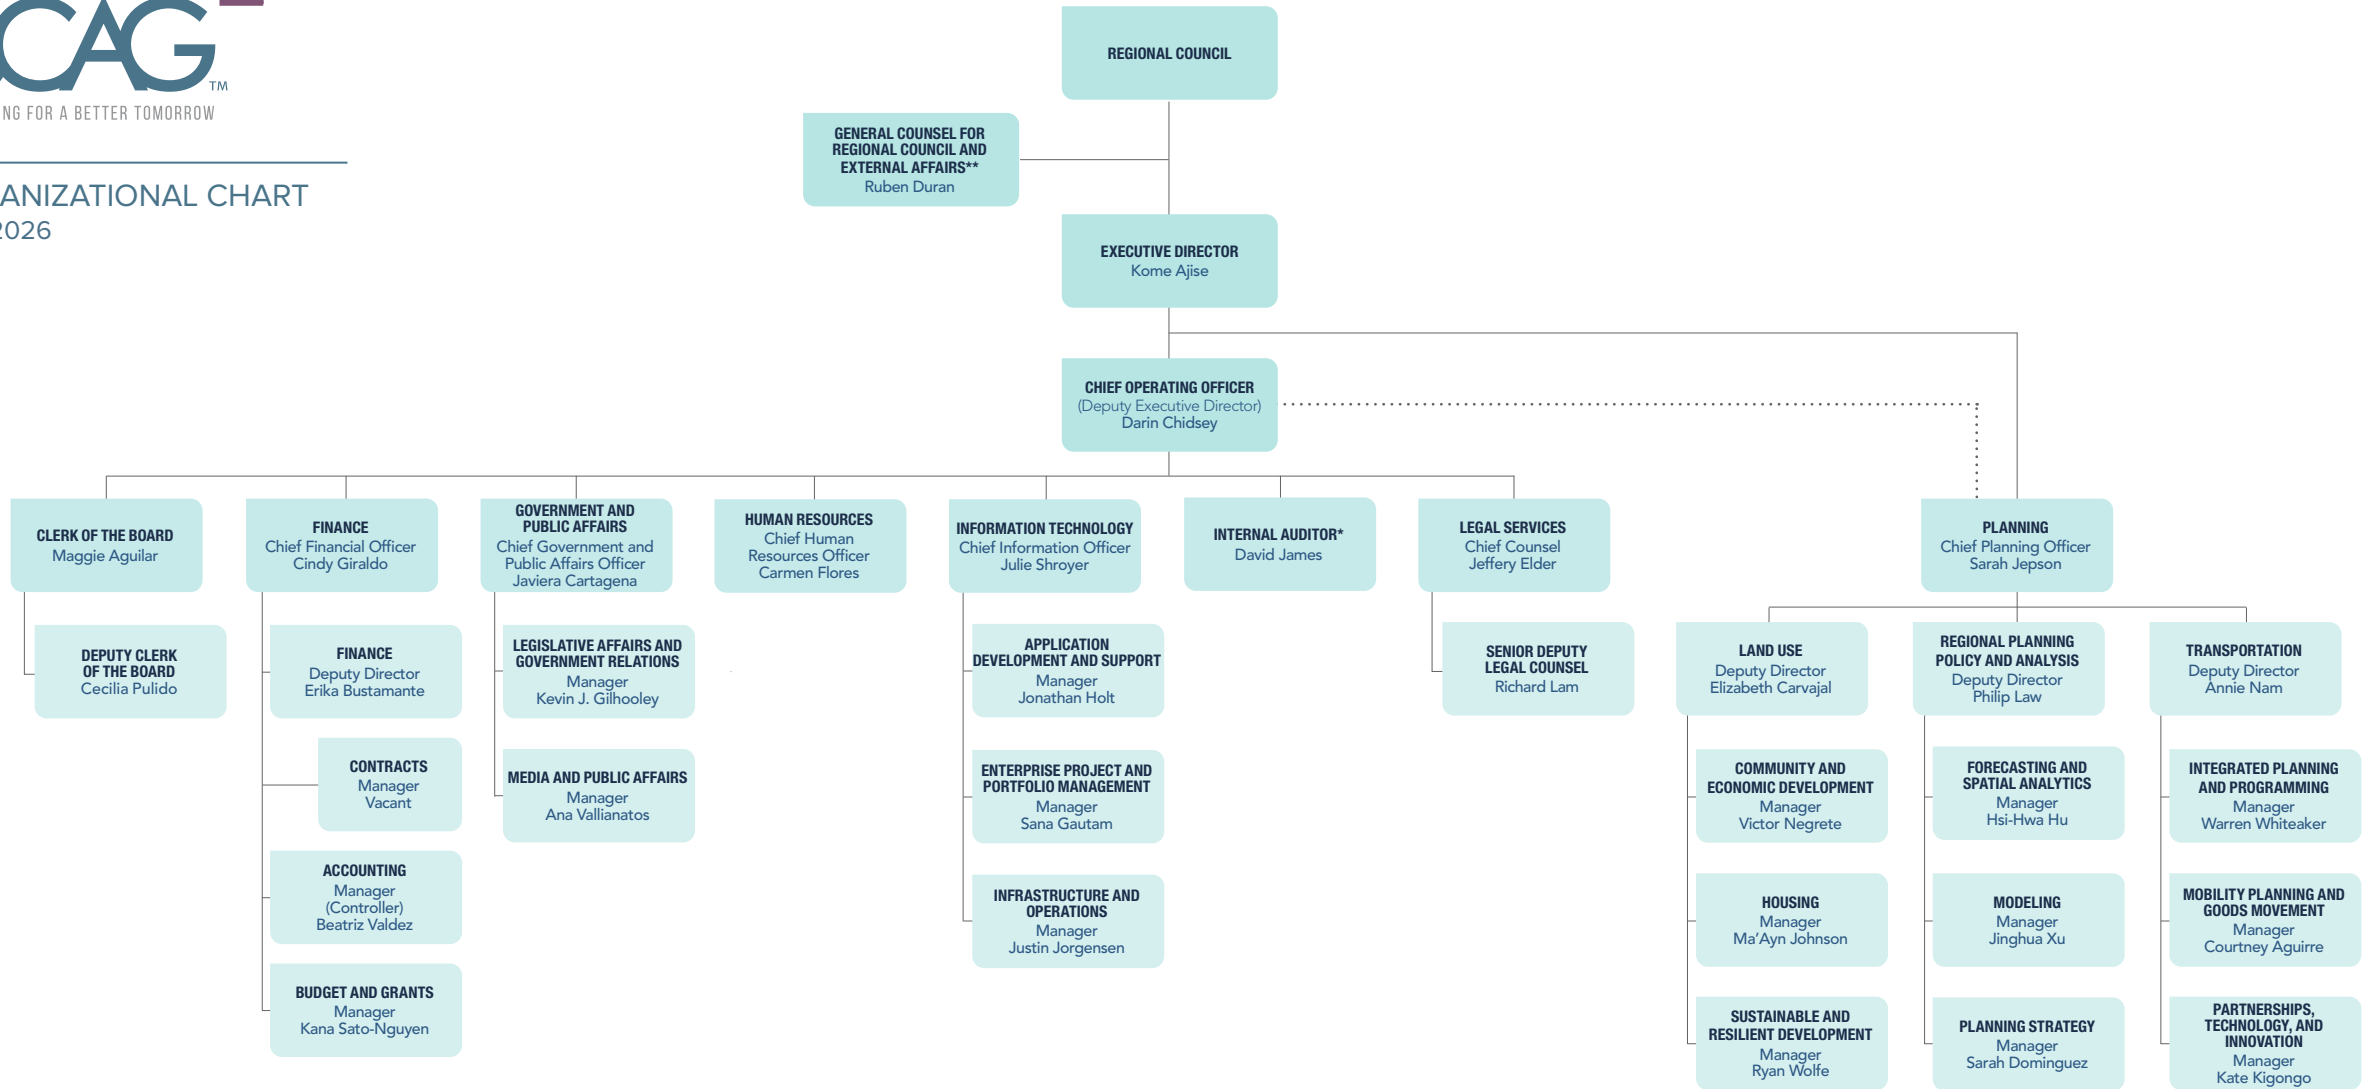 CAG™
NG FOR A BETTER TOMORROW
ANIZATIONAL CHART
2026
REGIONAL COUNCIL
GENERAL COUNSEL FOR
REGIONAL COUNCIL AND
EXTERNAL AFFAIRS**
Ruben Duran
EXECUTIVE DIRECTOR
Kome Ajise
CHIEF OPERATING OFFICER
(Deputy Executive Director)
Darin Chidsey
CLERK OF THE BOARD
Maggie Aguilar
DEPUTY CLERK
OF THE BOARD
Cecilia Pulido
FINANCE
Chief Financial Officer
Cindy Giraldo
FINANCE
Deputy Director
Erika Bustamante
CONTRACTS
Manager
Vacant
ACCOUNTING
Manager
(Controller)
Beatriz Valdez
BUDGET AND GRANTS
Manager
Kana Sato-Nguyen
GOVERNMENT AND
PUBLIC AFFAIRS
Chief Government and
Public Affairs Officer
Javiera Cartagena
LEGISLATIVE AFFAIRS AND
GOVERNMENT RELATIONS
Manager
Kevin J. Gilhooley
MEDIA AND PUBLIC AFFAIRS
Manager
Ana Vallianatos
HUMAN RESOURCES
Chief Human
Resources Officer
Carmen Flores
INFORMATION TECHNOLOGY
Chief Information Officer
Julie Shroyer
APPLICATION
DEVELOPMENT AND SUPPORT
Manager
Jonathan Holt
ENTERPRISE PROJECT AND
PORTFOLIO MANAGEMENT
Manager
Sana Gautam
INFRASTRUCTURE AND
OPERATIONS
Manager
Justin Jorgensen
INTERNAL AUDITOR*
David James
LEGAL SERVICES
Chief Counsel
Jeffery Elder
SENIOR DEPUTY
LEGAL COUNSEL
Richard Lam
PLANNING
Chief Planning Officer
Sarah Jepson
LAND USE
Deputy Director
Elizabeth Carvajal
COMMUNITY AND
ECONOMIC DEVELOPMENT
Manager
Victor Negrete
HOUSING
Manager
Ma’Ayn Johnson
SUSTAINABLE AND
RESILIENT DEVELOPMENT
Manager
Ryan Wolfe
REGIONAL PLANNING
POLICY AND ANALYSIS
Deputy Director
Philip Law
FORECASTING AND
SPATIAL ANALYTICS
Manager
Hsi-Hwa Hu
MODELING
Manager
Jinghua Xu
PLANNING STRATEGY
Manager
Sarah Dominguez
TRANSPORTATION
Deputy Director
Annie Nam
INTEGRATED PLANNING
AND PROGRAMMING
Manager
Warren Whiteaker
MOBILITY PLANNING AND
GOODS MOVEMENT
Manager
Courtney Aguirre
PARTNERSHIPS,
TECHNOLOGY, AND
INNOVATION
Manager
Kate Kigongo